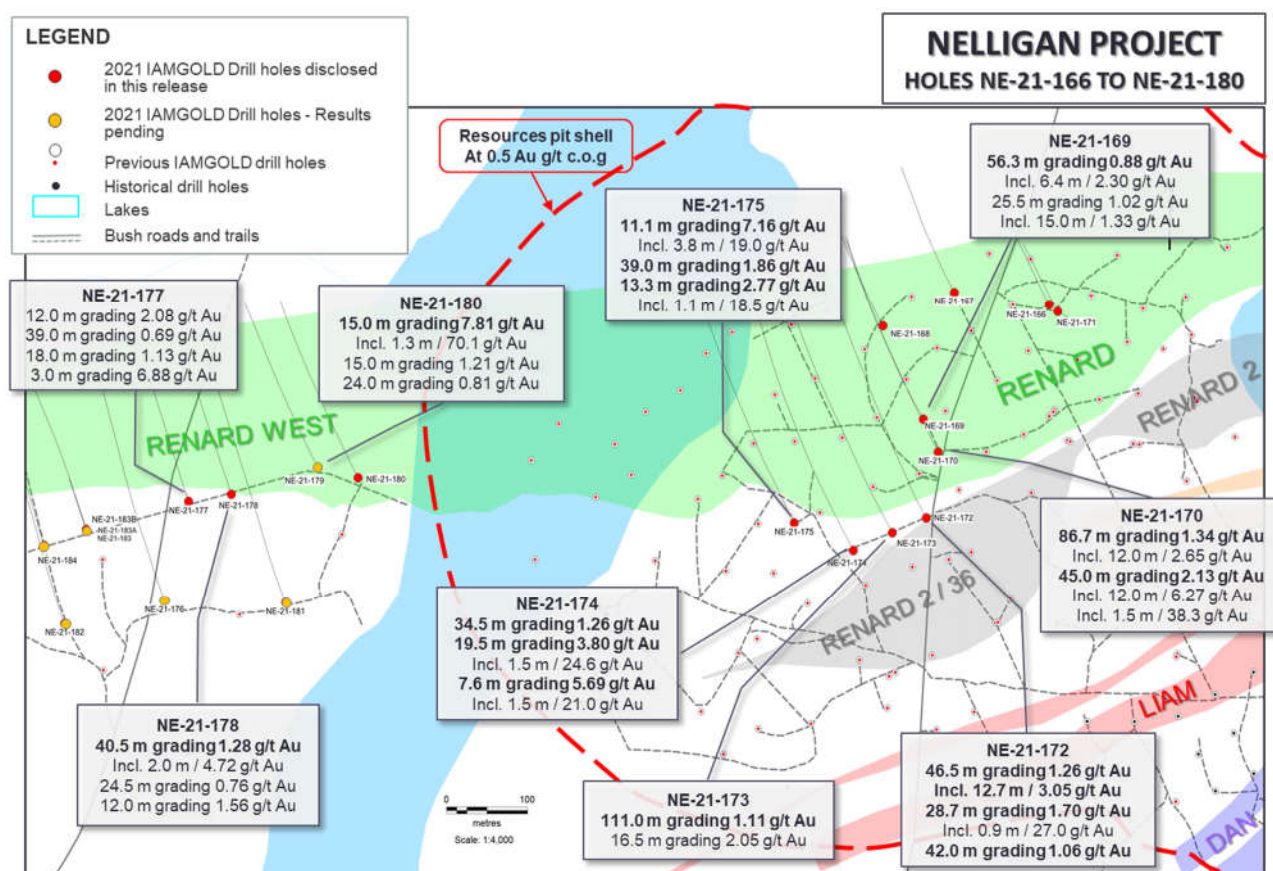 LEGEND
2021 IAMGOLD Drill holes disclosed
in this release
2021 IAMGOLD Drill holes - Results
pending
Previous IAMGOLD drill holes
Historical drill holes
Lakes
Bush roads and trails
NELLIGAN PROJECT
HOLES NE-21-166 TO NE-21-180
Resources pit shell
At 0.5 Au g/t c.o.g
NE-21-169
56.3 m grading 0.88 g/t Au
Incl. 6.4 m / 2.30 g/t Au
25.5 m grading 1.02 g/t Au
Incl. 15.0 m / 1.33 g/t Au
NE-21-175
11.1 m grading 7.16 g/t Au
Incl. 3.8 m / 19.0 g/t Au
39.0 m grading 1.86 g/t Au
13.3 m grading 2.77 g/t Au
Incl. 1.1 m / 18.5 g/t Au
NE-21-177
12.0 m grading 2.08 g/t Au
39.0 m grading 0.69 g/t Au
18.0 m grading 1.13 g/t Au
3.0 m grading 6.88 g/t Au
NE-21-180
15.0 m grading 7.81 g/t Au
Incl. 1.3 m / 70.1 g/t Au
15.0 m grading 1.21 g/t Au
24.0 m grading 0.81 g/t Au
NE-21-167
NE-21-166
NE-21-171
NE-21-168
RENARD
RENARD 2
RENARD WEST
NE-21-169
NE-21-170
NE-21-179
NE-21-180
NE-21-177
NE-21-178
NE-21-183B
NE-21-183A
NE-21-183
NE-21-184
NE-21-175
NE-21-172
NE-21-173
NE-21-174
NE-21-176
NE-21-181
NE-21-182
RENARD 2 / 36
NE-21-170
86.7 m grading 1.34 g/t Au
Incl. 12.0 m / 2.65 g/t Au
45.0 m grading 2.13 g/t Au
Incl. 12.0 m / 6.27 g/t Au
Incl. 1.5 m / 38.3 g/t Au
NE-21-174
34.5 m grading 1.26 g/t Au
19.5 m grading 3.80 g/t Au
Incl. 1.5 m / 24.6 g/t Au
7.6 m grading 5.69 g/t Au
Incl. 1.5 m / 21.0 g/t Au
LIAM
NE-21-178
40.5 m grading 1.28 g/t Au
Incl. 2.0 m / 4.72 g/t Au
24.5 m grading 0.76 g/t Au
12.0 m grading 1.56 g/t Au
0 100
metres
Scale: 1:4,000
NE-21-173
111.0 m grading 1.11 g/t Au
16.5 m grading 2.05 g/t Au
NE-21-172
46.5 m grading 1.26 g/t Au
Incl. 12.7 m / 3.05 g/t Au
28.7 m grading 1.70 g/t Au
Incl. 0.9 m / 27.0 g/t Au
42.0 m grading 1.06 g/t Au
DAN